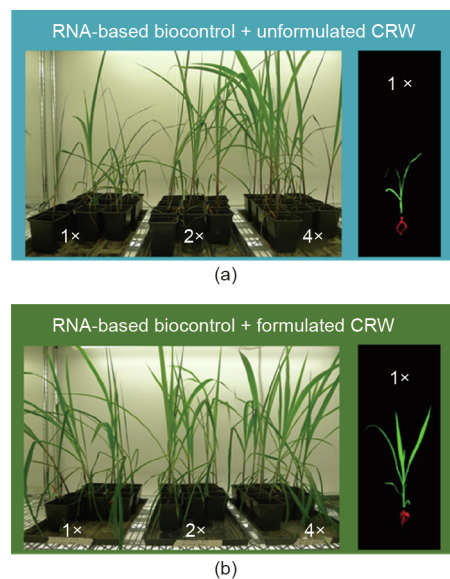 RNA-based biocontrol + unformulated CRW
1 ×
1×
2×
4×
(a)
RNA-based biocontrol + formulated CRW
1×
1×
2×
4×
(b)